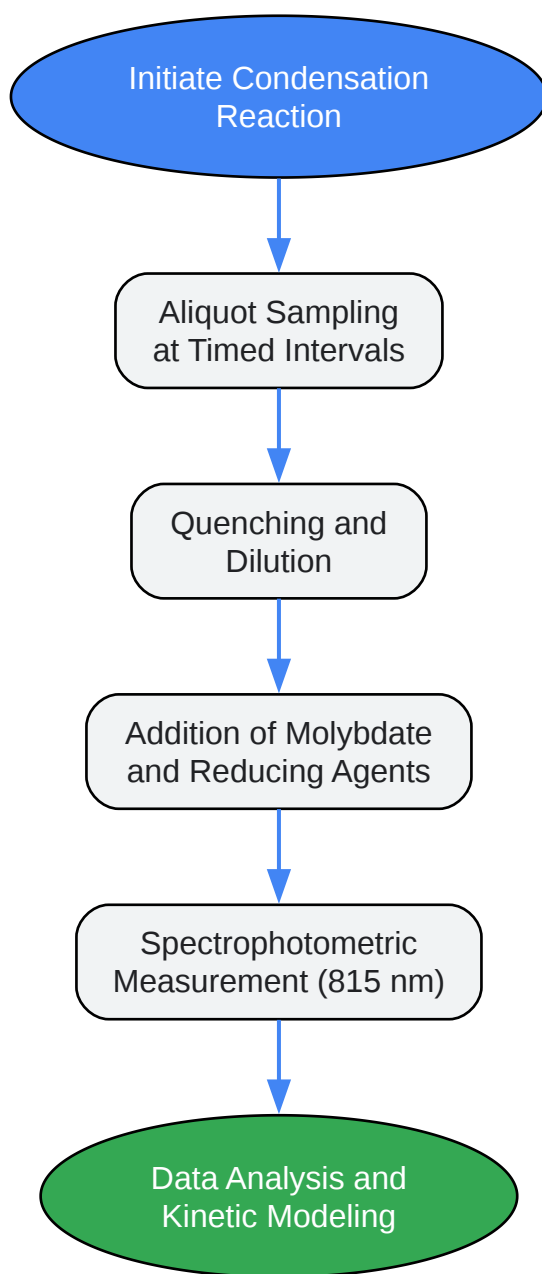 Initiate Condensation
Reaction
Aliquot Sampling
at Timed Intervals
Quenching and
Dilution
Addition of Molybdate
and Reducing Agents
Spectrophotometric
Measurement (815 nm)
Data Analysis and
Kinetic Modeling